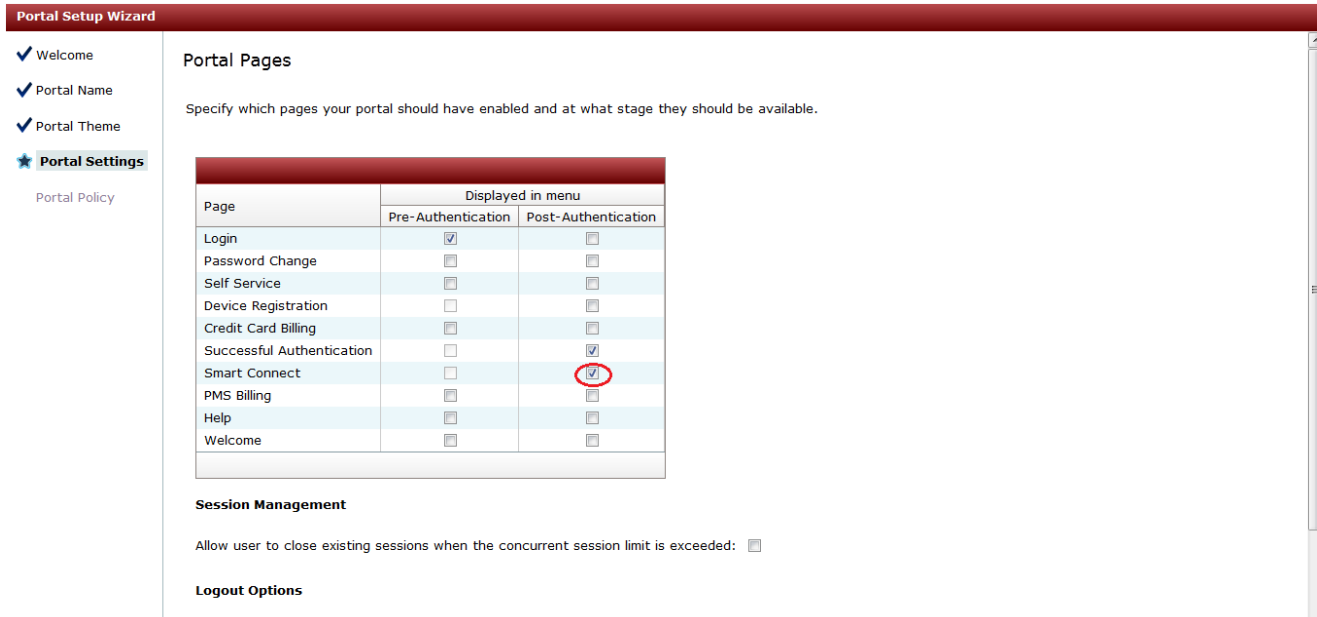 Portal Setup Wizard
Welcome
Portal Name
Portal Theme
Portal Settings
Portal Policy
Portal Pages
Specify which pages your portal should have enabled and at what stage they should be available.
Page
Displayed in menu
Pre-Authentication Post-Authentication
Login
Password Change
Self Service
Device Registration
Credit Card Billing
Successful Authentication
Smart Connect
PMS Billing
Help
Welcome
Session Management
Allow user to close existing sessions when the concurrent session limit is exceeded:
Logout Options